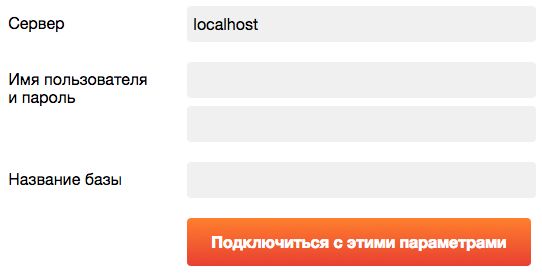 Сервер
localhost
Имя пользователя
и пароль
Название базы
Подключиться с этими параметрами